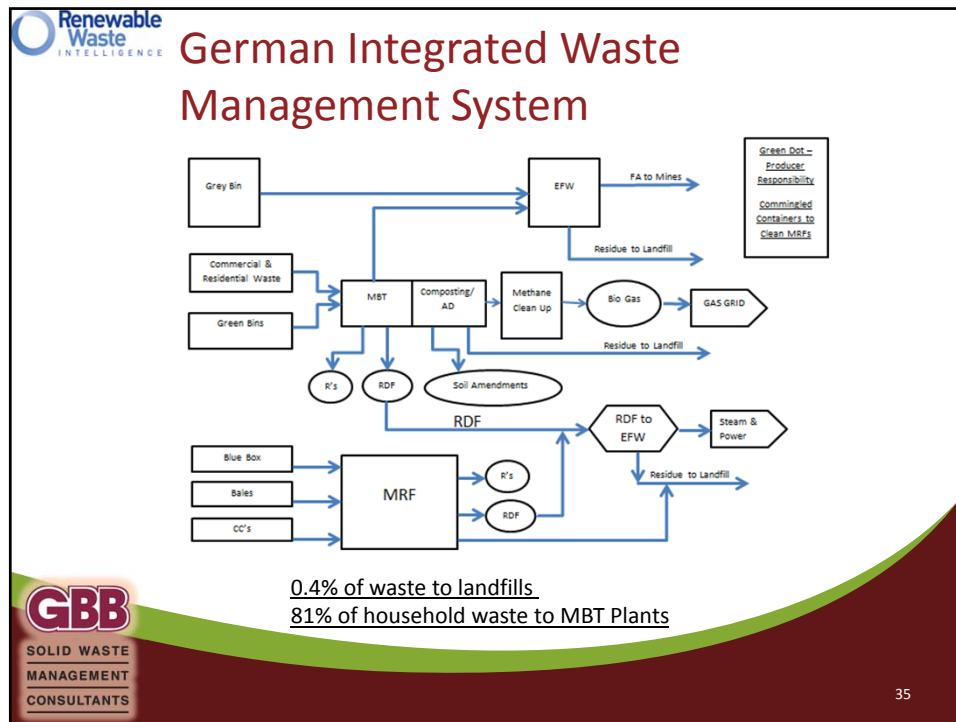 Renewable
Waste
INTELLIGENCE
German Integrated Waste
Management System
Grey Bin
EFW
FA to Mines
Residue to Landfill
Green Dot –
Producer
Responsibility
Commingled
Containers to
Clean MRFs
Commercial &
Residential Waste
Green Bins
MBT
Composting/
AD
Methane
Clean Up
Bio Gas
GAS GRID
Residue to Landfill
R's
RDF
Soil Amendments
RDF
RDF to
EFW
Steam &
Power
Residue to Landfill
Blue Box
Bales
CC's
MRF
R's
RDF
0.4% of waste to landfills
81% of household waste to MBT Plants
GBB
SOLID WASTE
MANAGEMENT
CONSULTANTS
35